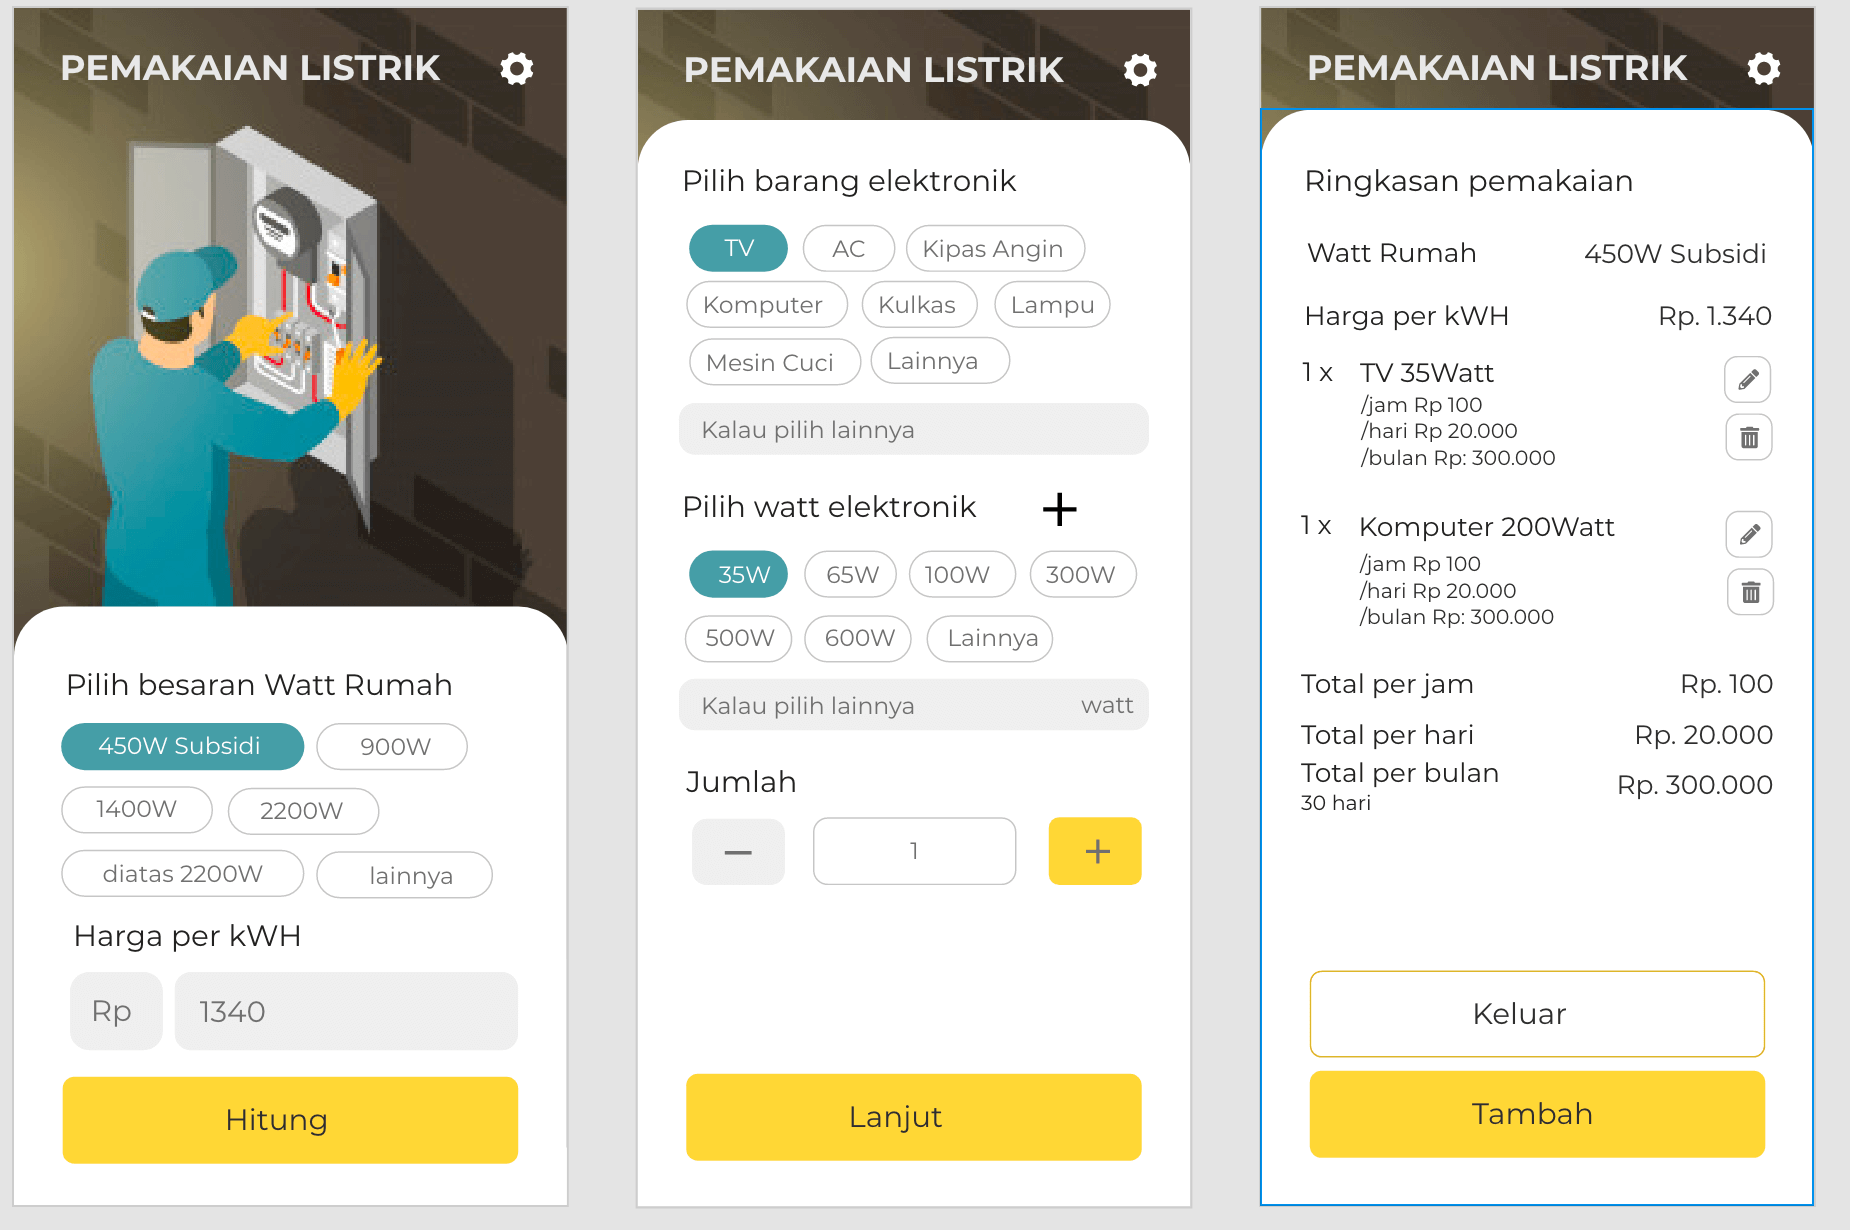 PEMAKAIAN LISTRIK
Pilih besaran Watt Rumah
450W Subsidi
900W
1400W
2200W
diatas 2200W
lainnya
Harga per kWH
Rp
1340
Hitung
PEMAKAIAN LISTRIK
Pilih barang elektronik
TV
AC
Kipas Angin
Komputer
Kulkas
Lampu
Mesin Cuci
Lainnya
Kalau pilih lainnya
Pilih watt elektronik +
35W
65W
100W
300W
500W
600W
Lainnya
Kalau pilih lainnya watt
Jumlah
− 1 +
Lanjut
PEMAKAIAN LISTRIK
Ringkasan pemakaian
Watt Rumah 450W Subsidi
Harga per kWH Rp. 1.340
1 x TV 35Watt
/jam Rp 100
/hari Rp 20.000
/bulan Rp: 300.000
1 x Komputer 200Watt
/jam Rp 100
/hari Rp 20.000
/bulan Rp: 300.000
Total per jam Rp. 100
Total per hari Rp. 20.000
Total per bulan Rp. 300.000
30 hari
Keluar
Tambah